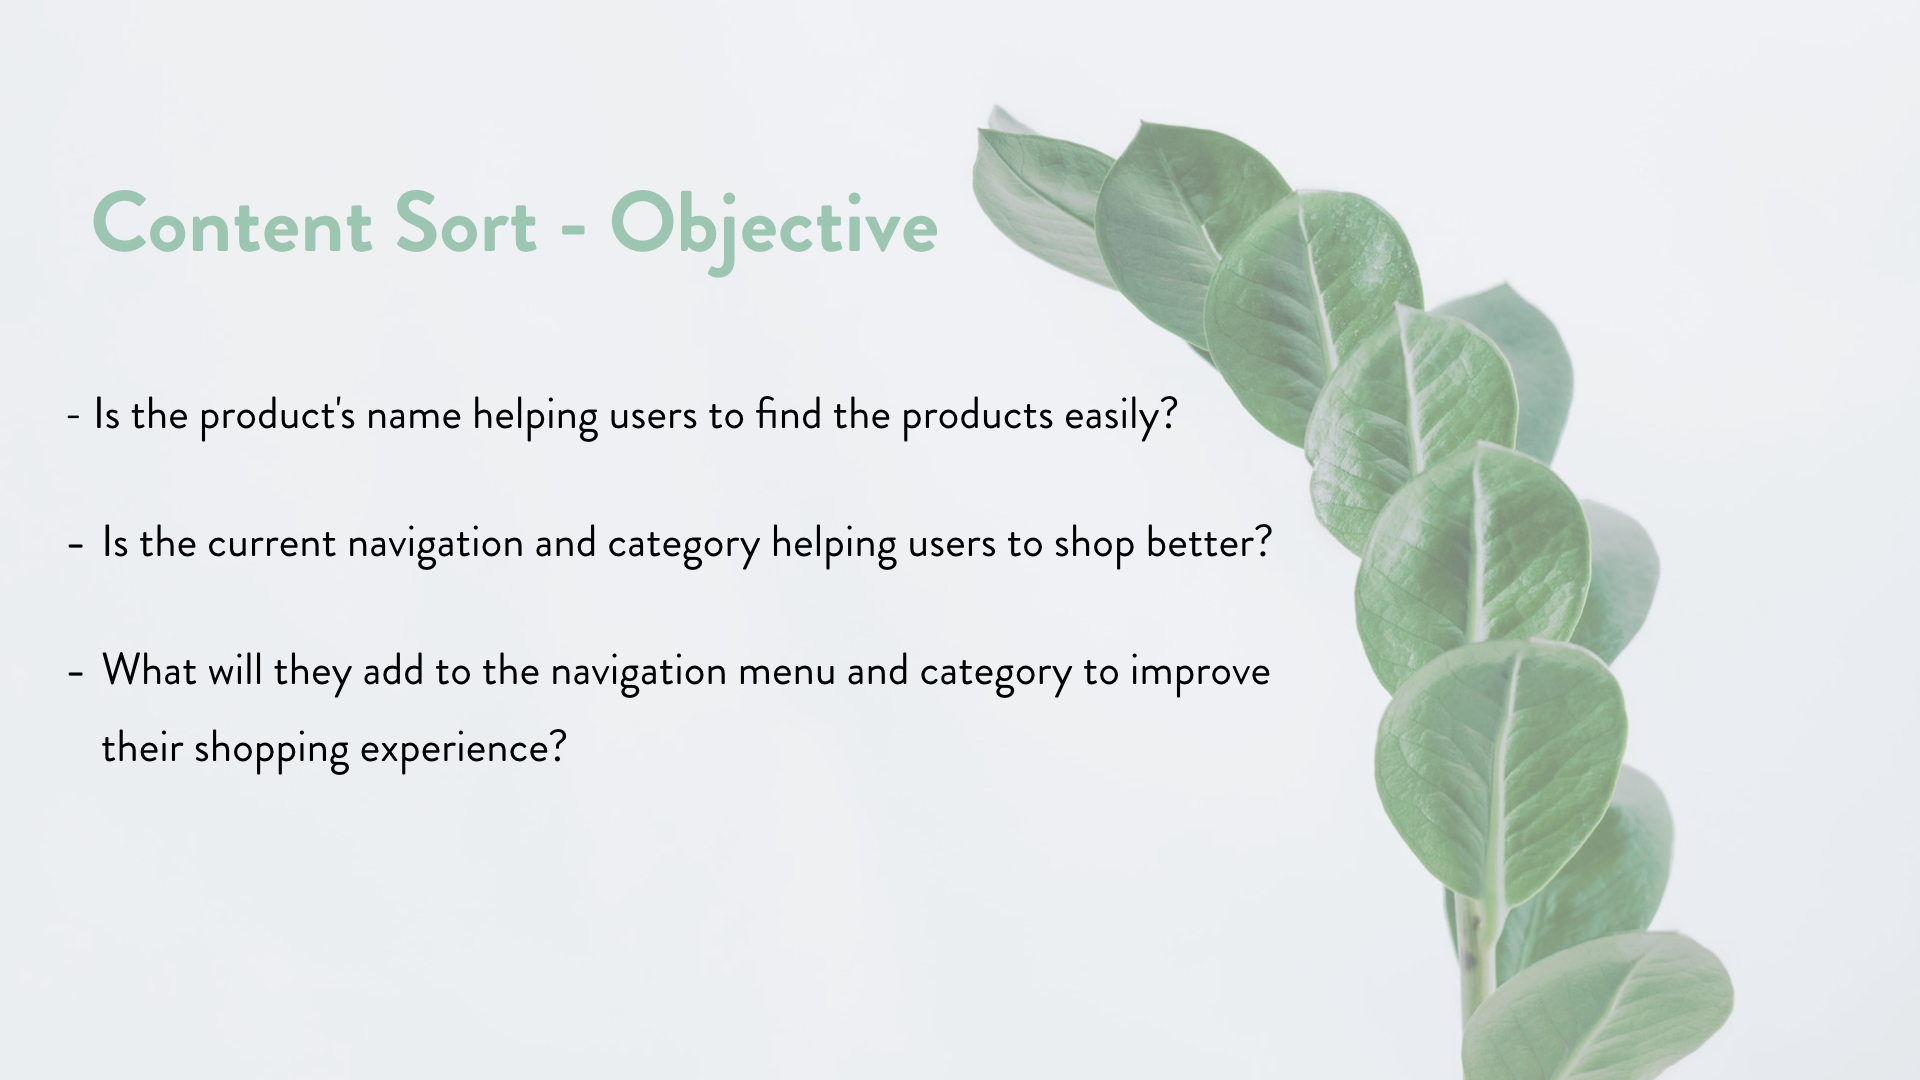 Content Sort - Objective
- Is the product's name helping users to find the products easily?
- Is the current navigation and category helping users to shop better?
- What will they add to the navigation menu and category to improve
their shopping experience?